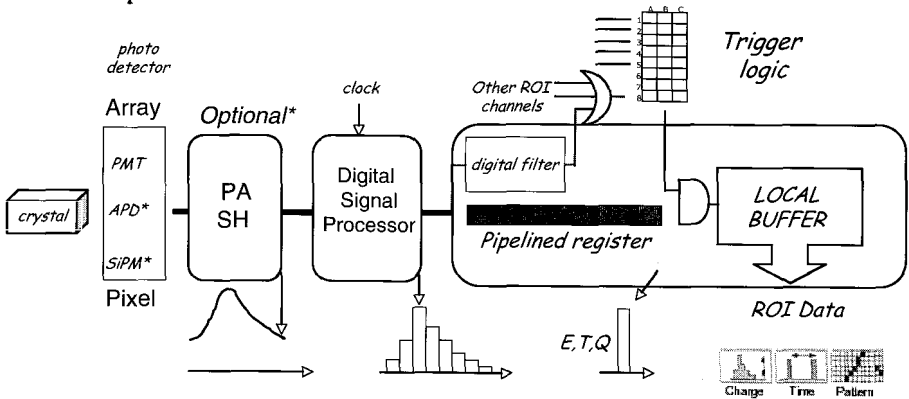 photo
detector
Array
PMT
APD*
SiPM*
Pixel
crystal
Optional*
PA
SH
clock
Digital
Signal
Processor
Other ROI
channels
digital filter
Pipelined register
A B C
1
2
3
4
5
6
7
8
Trigger
logic
LOCAL
BUFFER
ROI Data
E,T,Q
Charge
Time
Pattern